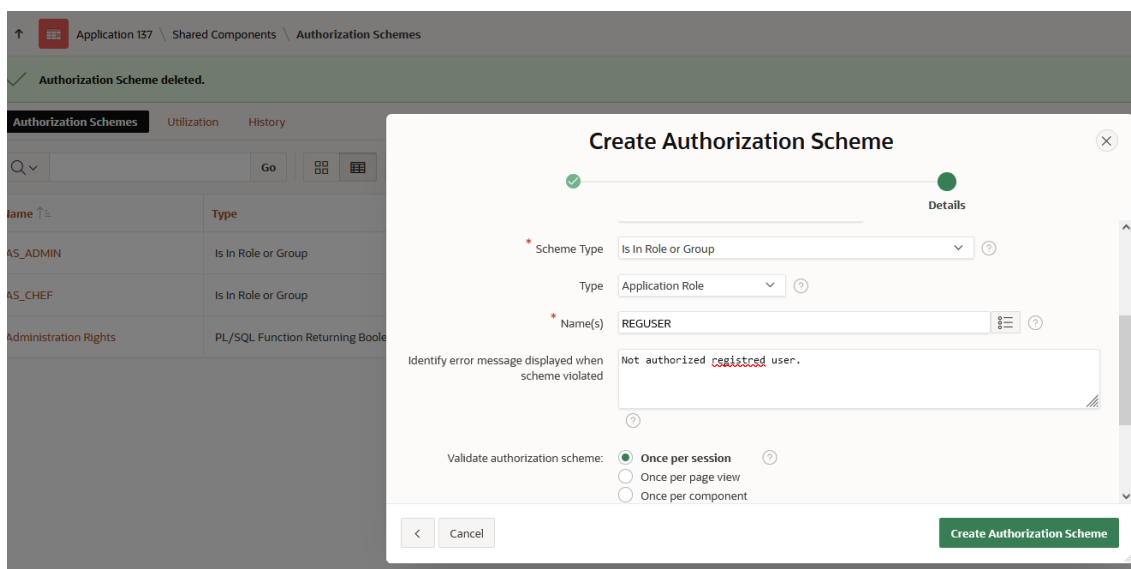 Application 137 \ Shared Components \ Authorization Schemes
Authorization Scheme deleted.
Authorization Schemes Utilization History
Go
Name Type
AS_ADMIN Is In Role or Group
AS_CHEF Is In Role or Group
Administration Rights PL/SQL Function Returning Boole
Create Authorization Scheme
Details
* Scheme Type Is In Role or Group
Type Application Role
* Name(s) REGUSER
Identify error message displayed when
scheme violated
Not authorized registred user.
Validate authorization scheme: Once per session
Once per page view
Once per component
Cancel
Create Authorization Scheme